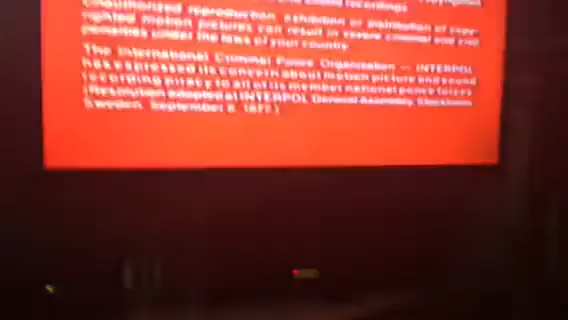 copyrighted
sound recordings.
Unauthorized reproduction, exhibition or distribution of copy-
righted motion pictures can result in severe criminal and civil
penalties under the laws of your country.
The International Criminal Police Organization — INTERPOL
has expressed its concern about motion picture and sound
recording piracy to all of its member national police forces
(Resolution adopted at INTERPOL General Assembly, Stockholm
Sweden, September 8, 1977.)